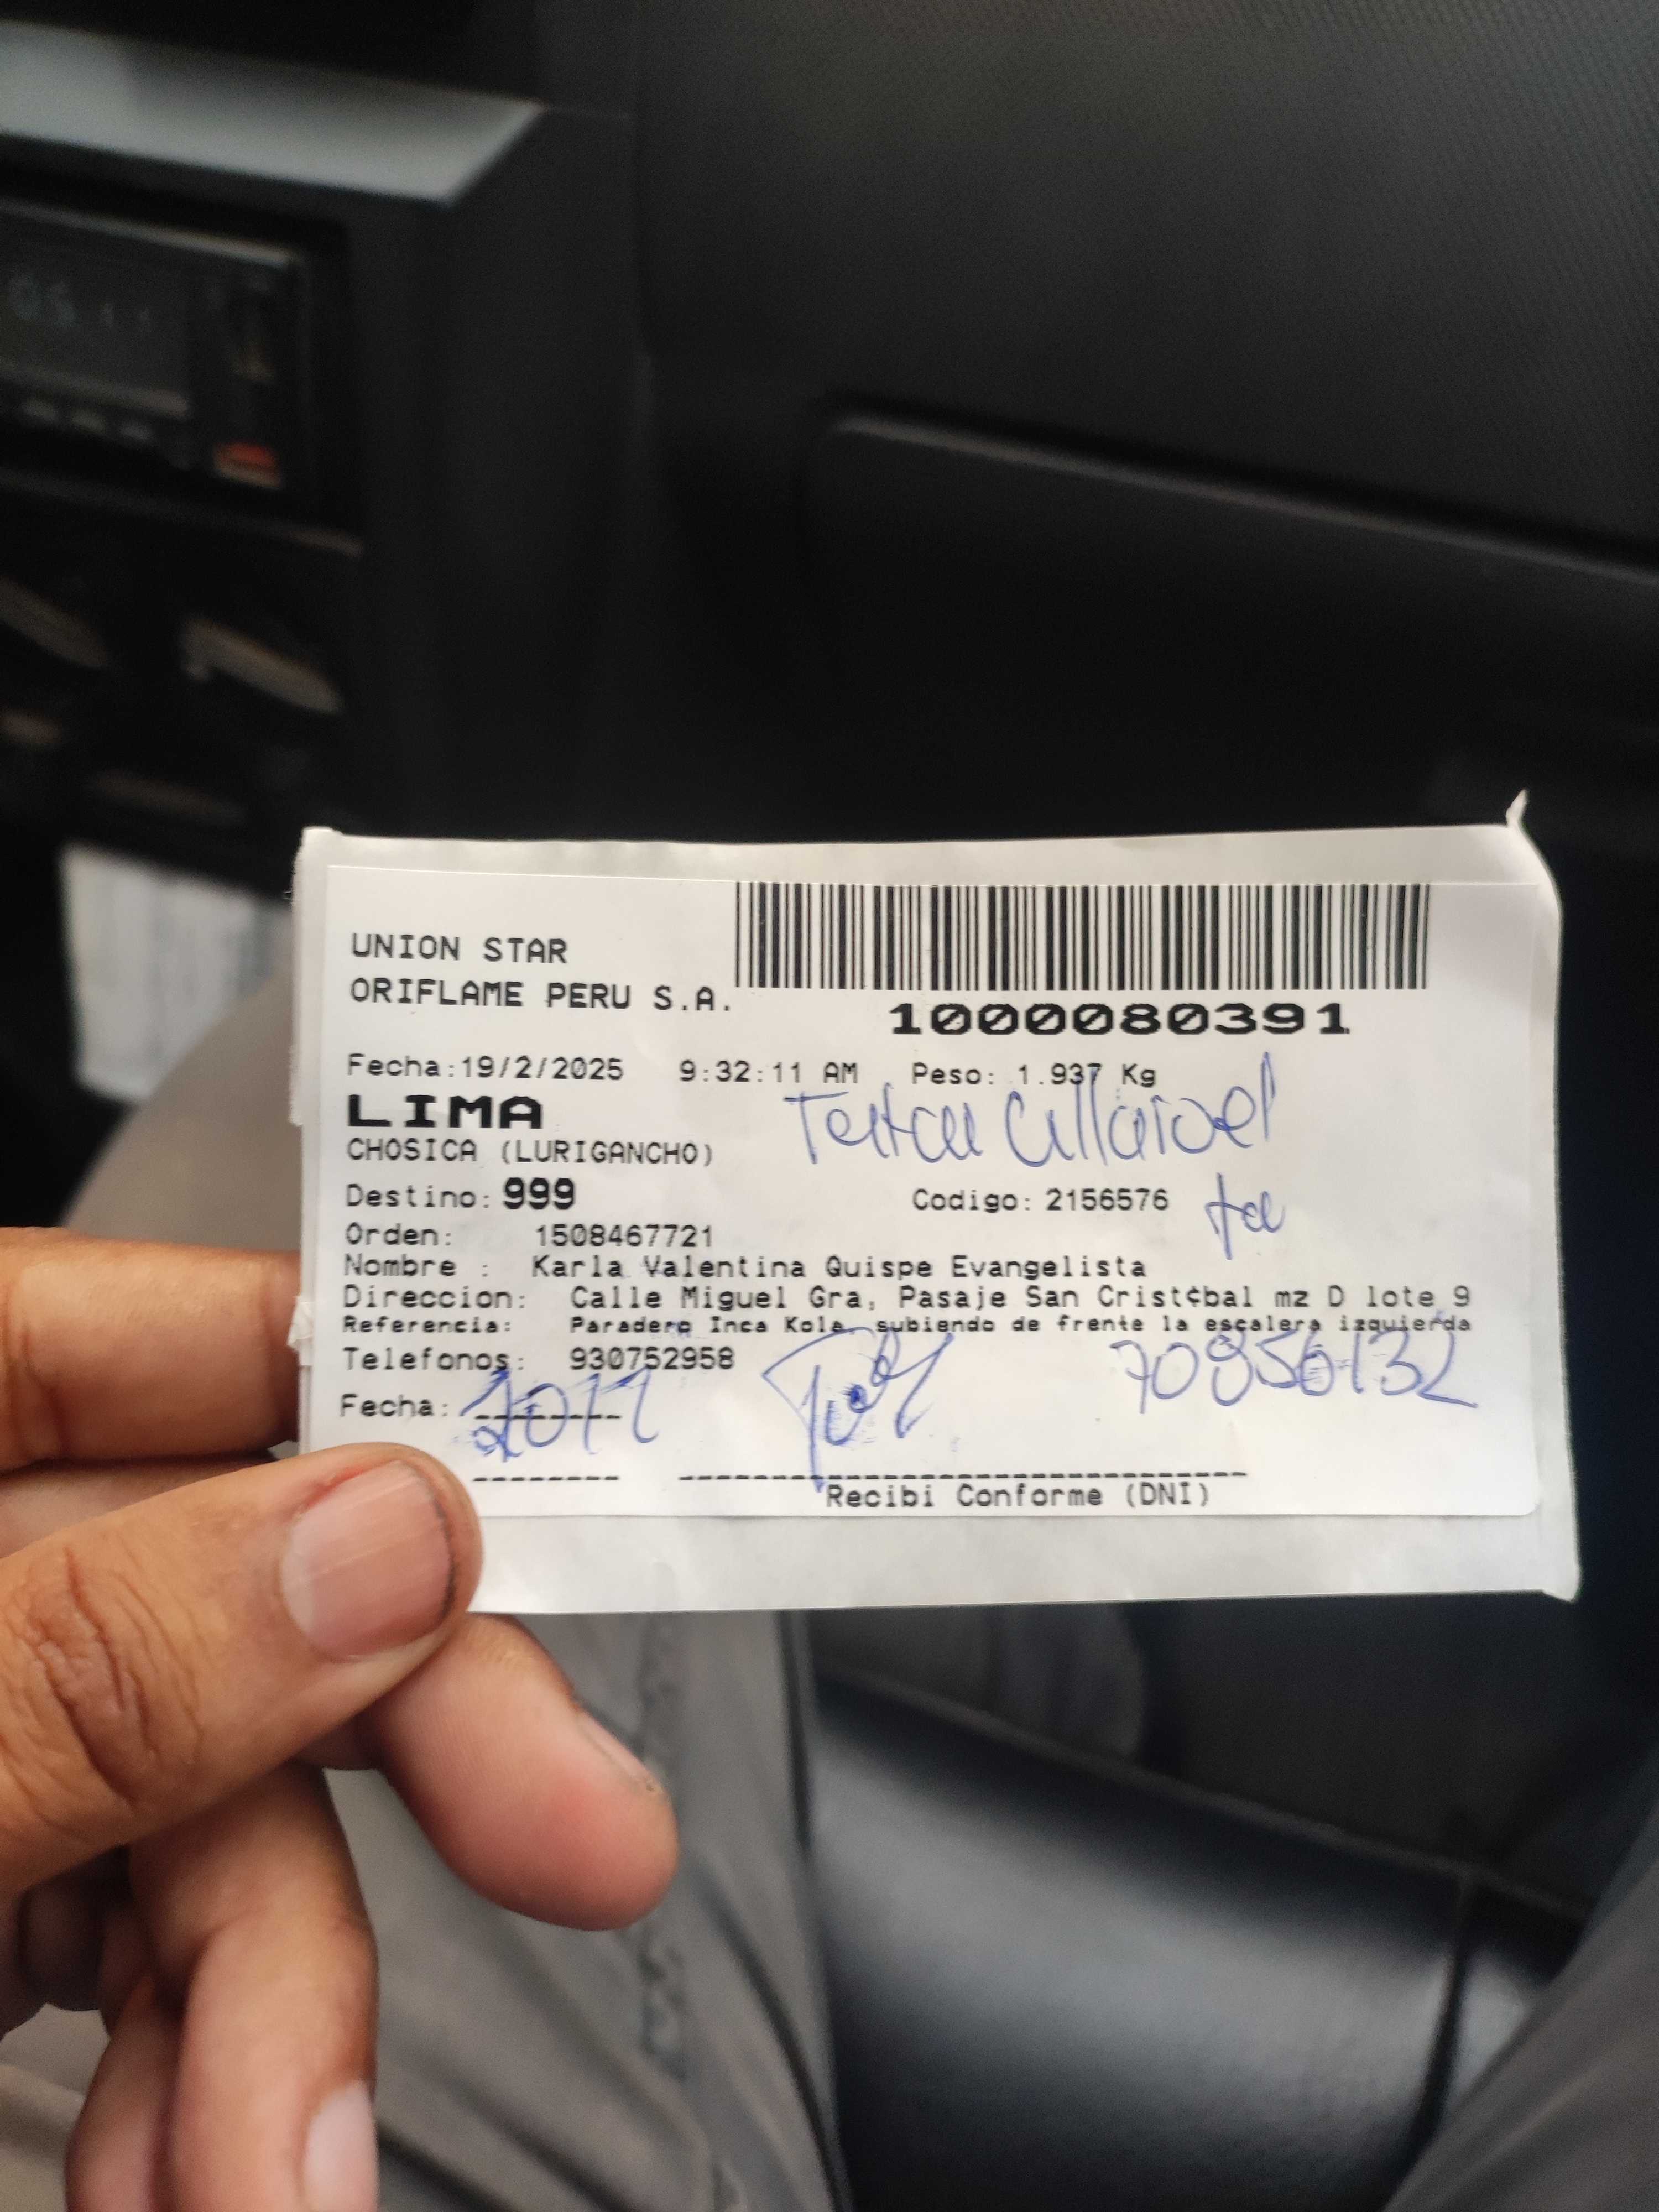 UNION STAR
ORIFLAME PERU S.A.
1000080391
Fecha:19/2/2025 9:32:11 AM Peso: 1.937 Kg
LIMA
CHOSICA (LURIGANCHO)
Destino: 999 Codigo: 2156576
Orden: 1508467721
Nombre : Karla Valentina Quispe Evangelista
Direccion: Calle Miguel Gra, Pasaje San Crist¢bal mz D lote 9
Referencia: Paradero Inca Kola, subiendo de frente la escalera izquierda
Telefonos: 930752958
70856132
Fecha:
Recibi Conforme (DNI)